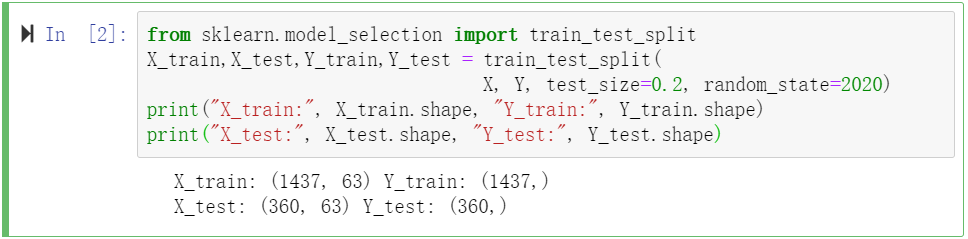 In [2]: from sklearn.model_selection import train_test_split
X_train,X_test,Y_train,Y_test = train_test_split(
X, Y, test_size=0.2, random_state=2020)
print("X_train:", X_train.shape, "Y_train:", Y_train.shape)
print("X_test:", X_test.shape, "Y_test:", Y_test.shape)
X_train: (1437, 63) Y_train: (1437,)
X_test: (360, 63) Y_test: (360,)